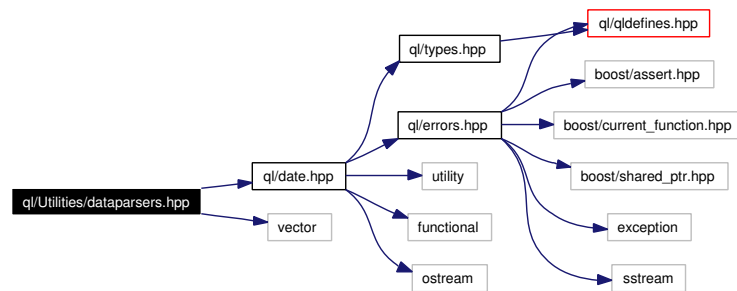 ql/qldefines.hpp
ql/types.hpp
boost/assert.hpp
ql/errors.hpp
boost/current_function.hpp
ql/date.hpp
utility
boost/shared_ptr.hpp
ql/Utilities/dataparsers.hpp
vector
functional
exception
ostream
sstream